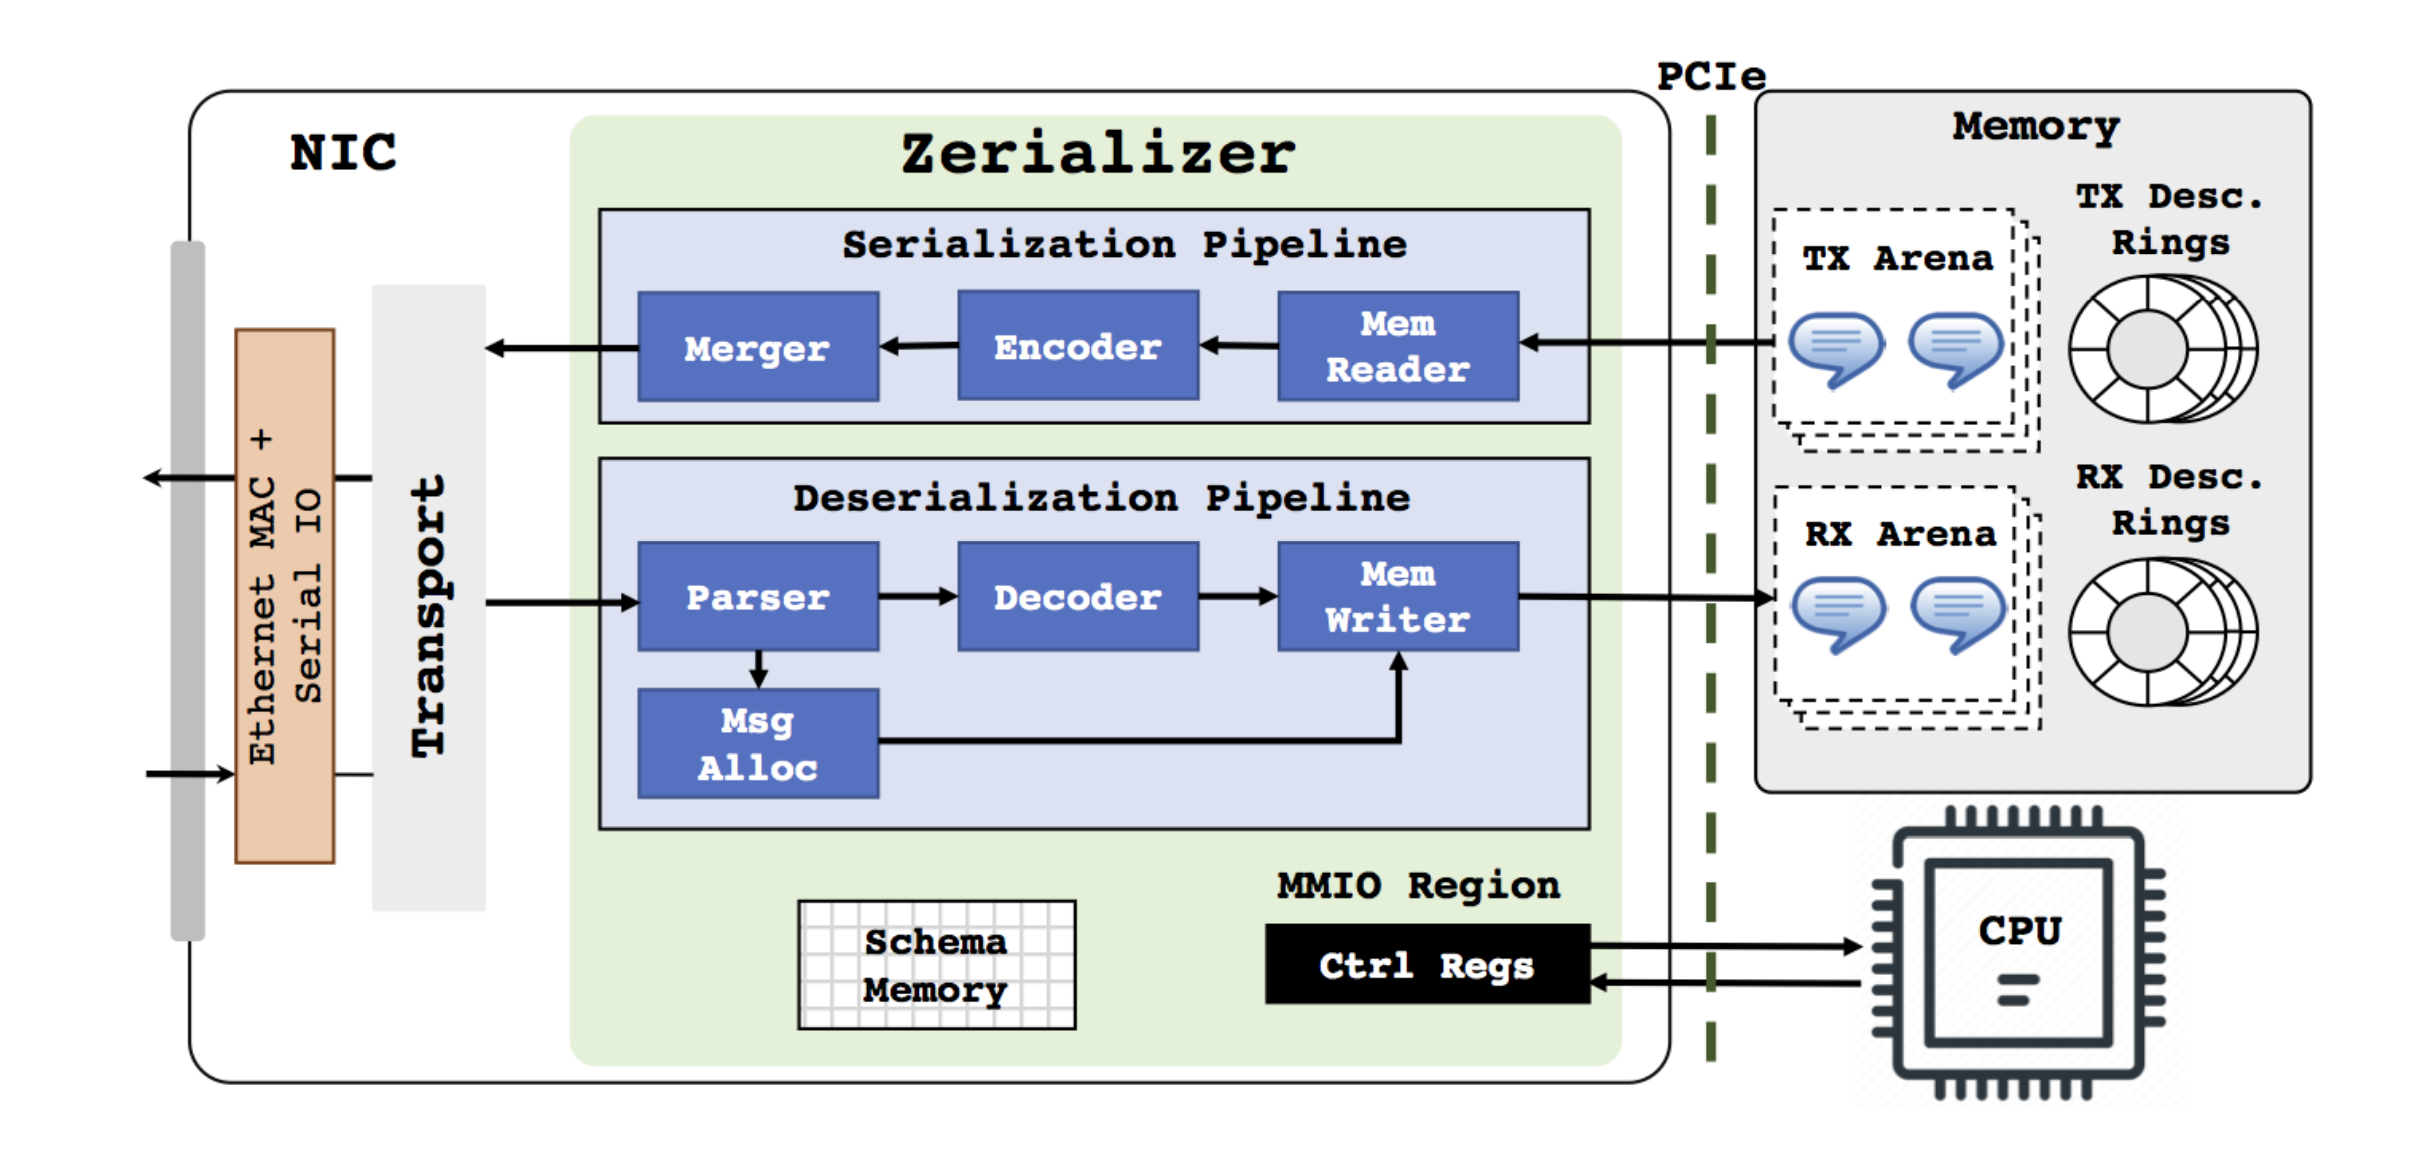 PCIe
NIC
Zerializer
Serialization Pipeline
Merger
Encoder
Mem
Reader
Deserialization Pipeline
Parser
Decoder
Mem
Writer
Msg
Alloc
Ethernet MAC +
Serial IO
Transport
Schema
Memory
MMIO Region
Ctrl Regs
Memory
TX Arena
TX Desc.
Rings
RX Arena
RX Desc.
Rings
CPU